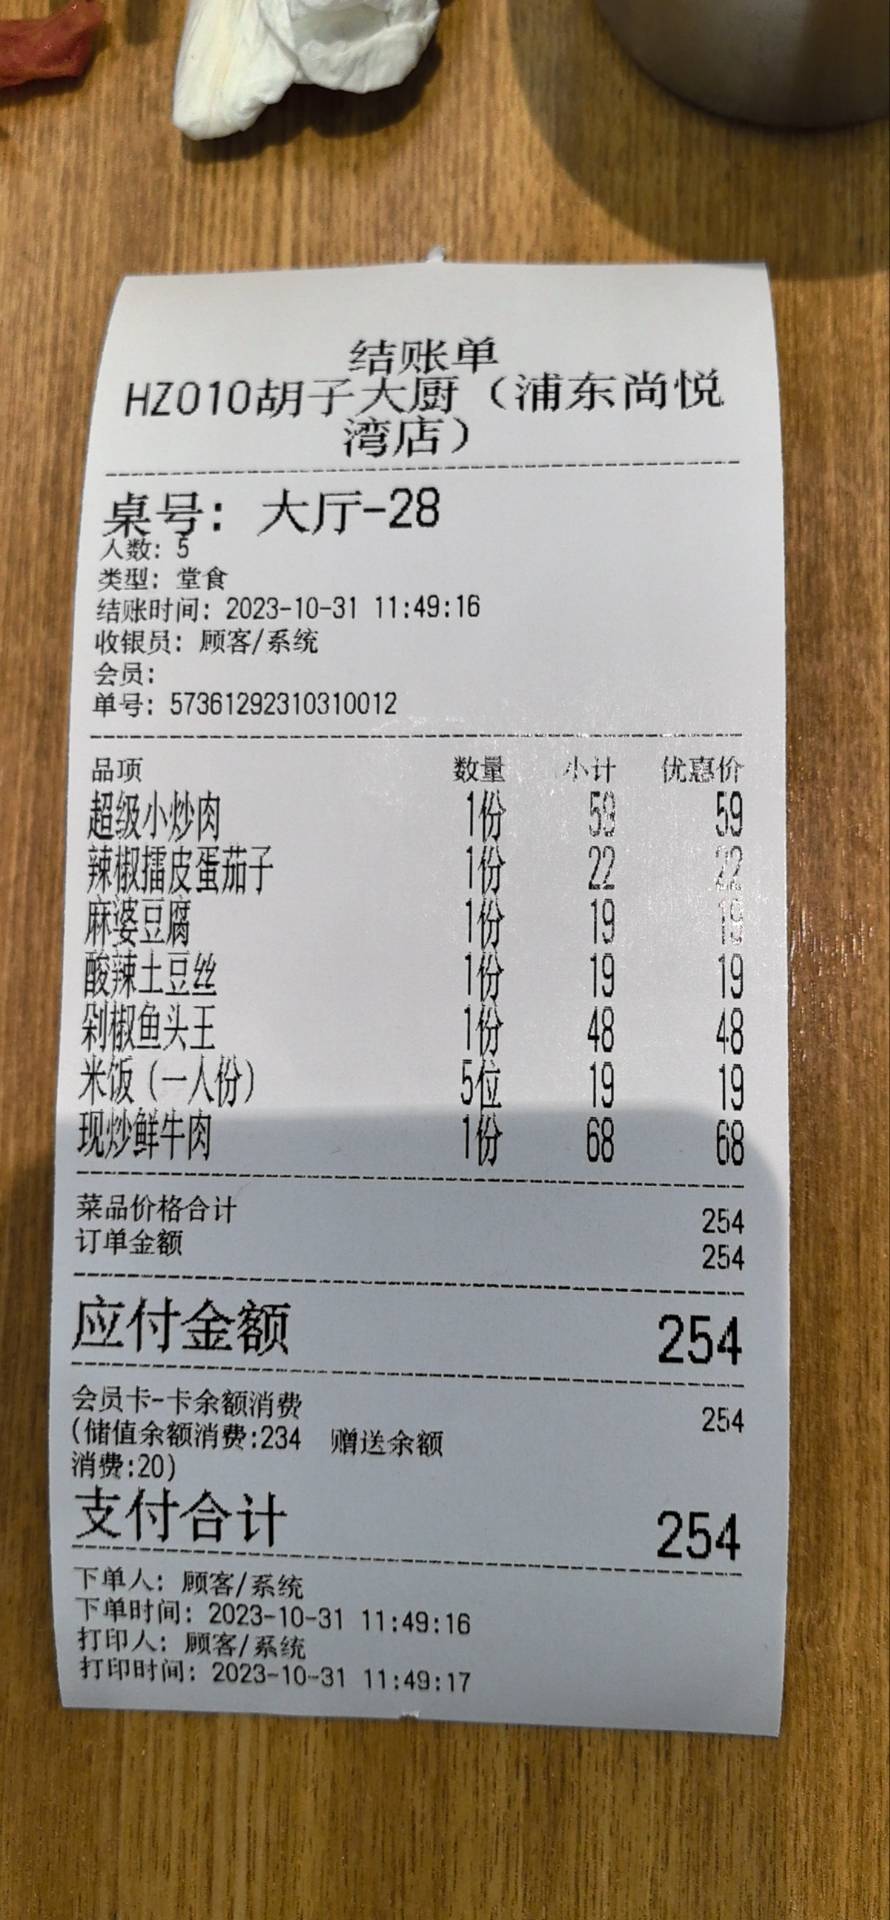 结账单
HZ010胡子大厨（浦东尚悦
湾店）
桌号：大厅-28
人数：5
类型：堂食
结账时间：2023-10-31 11:49:16
收银员：顾客/系统
会员：
单号：57361292310310012
品项 数量 小计 优惠价
超级小炒肉 1份 59 59
辣椒擂皮蛋茄子 1份 22 22
麻婆豆腐 1份 19 19
酸辣土豆丝 1份 19 19
剁椒鱼头王 1份 48 48
米饭（一人份） 5位 19 19
现炒鲜牛肉 1份 68 68
菜品价格合计 254
订单金额 254
应付金额 254
会员卡-卡余额消费 254
(储值余额消费:234 赠送余额
消费:20)
支付合计 254
下单人：顾客/系统
下单时间：2023-10-31 11:49:16
打印人：顾客/系统
打印时间：2023-10-31 11:49:17